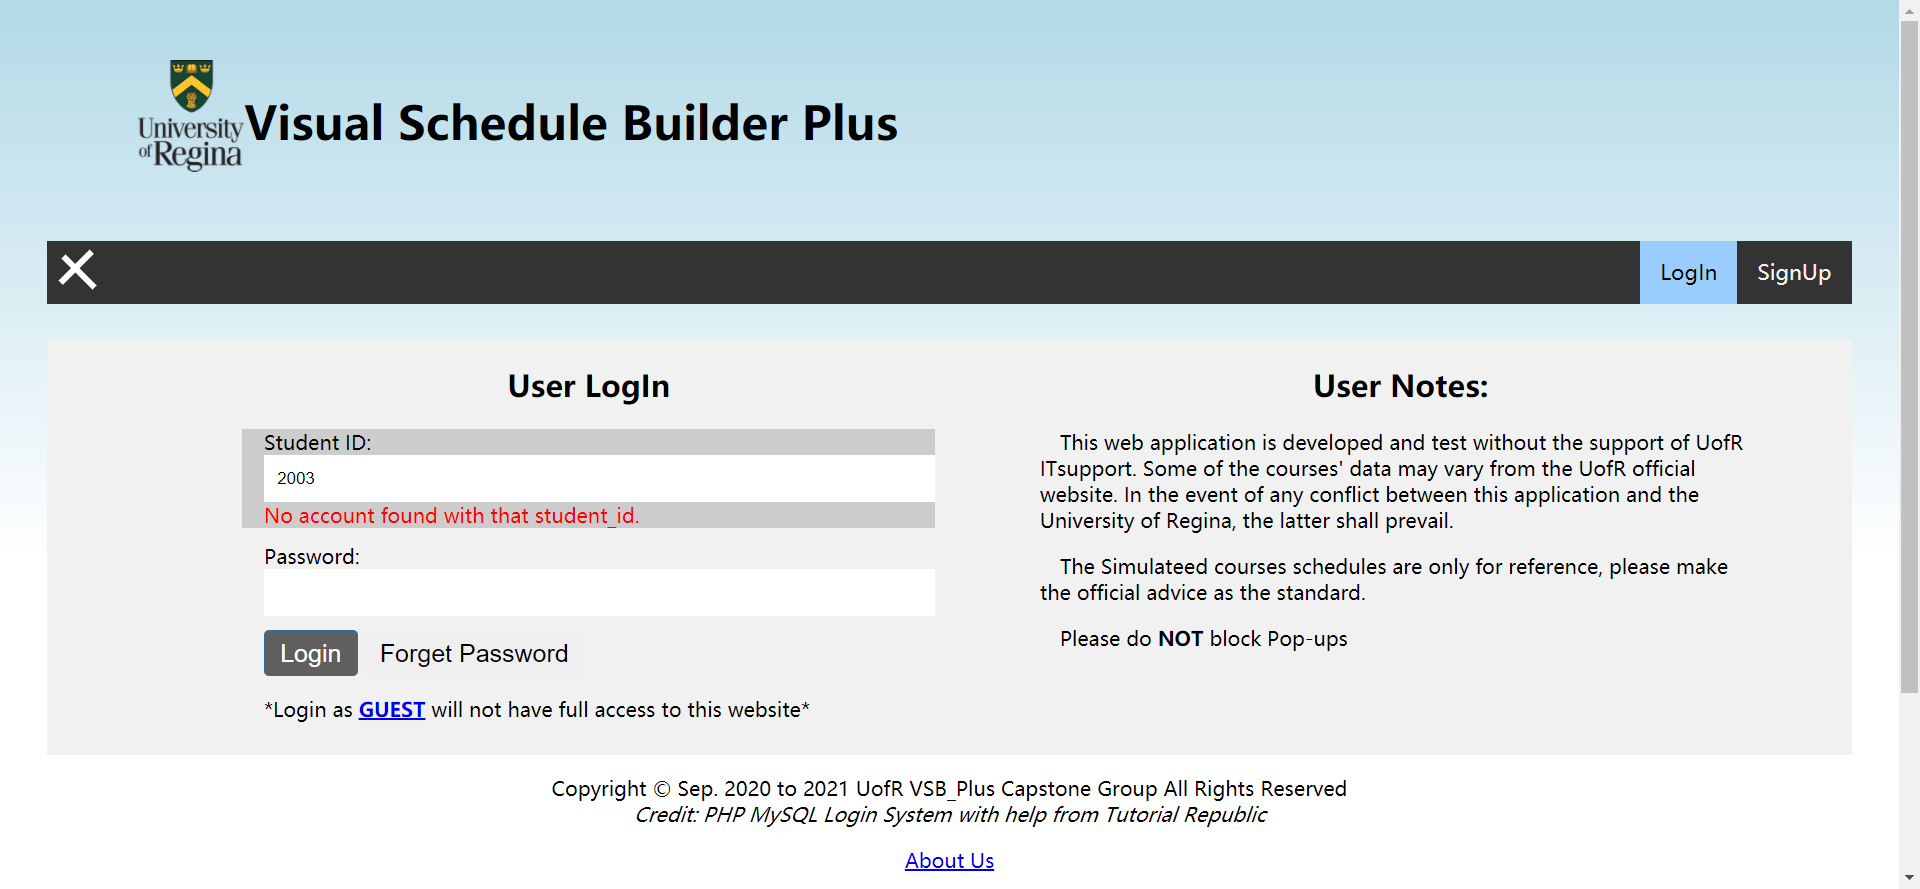 University
of Regina
Visual Schedule Builder Plus
LogIn
SignUp
User LogIn
Student ID:
2003
No account found with that student_id.
Password:
Login
Forget Password
*Login as GUEST will not have full access to this website*
User Notes:
This web application is developed and test without the support of UofR
ITsupport. Some of the courses' data may vary from the UofR official
website. In the event of any conflict between this application and the
University of Regina, the latter shall prevail.
The Simulateed courses schedules are only for reference, please make
the official advice as the standard.
Please do NOT block Pop-ups
Copyright © Sep. 2020 to 2021 UofR VSB_Plus Capstone Group All Rights Reserved
Credit: PHP MySQL Login System with help from Tutorial Republic
About Us